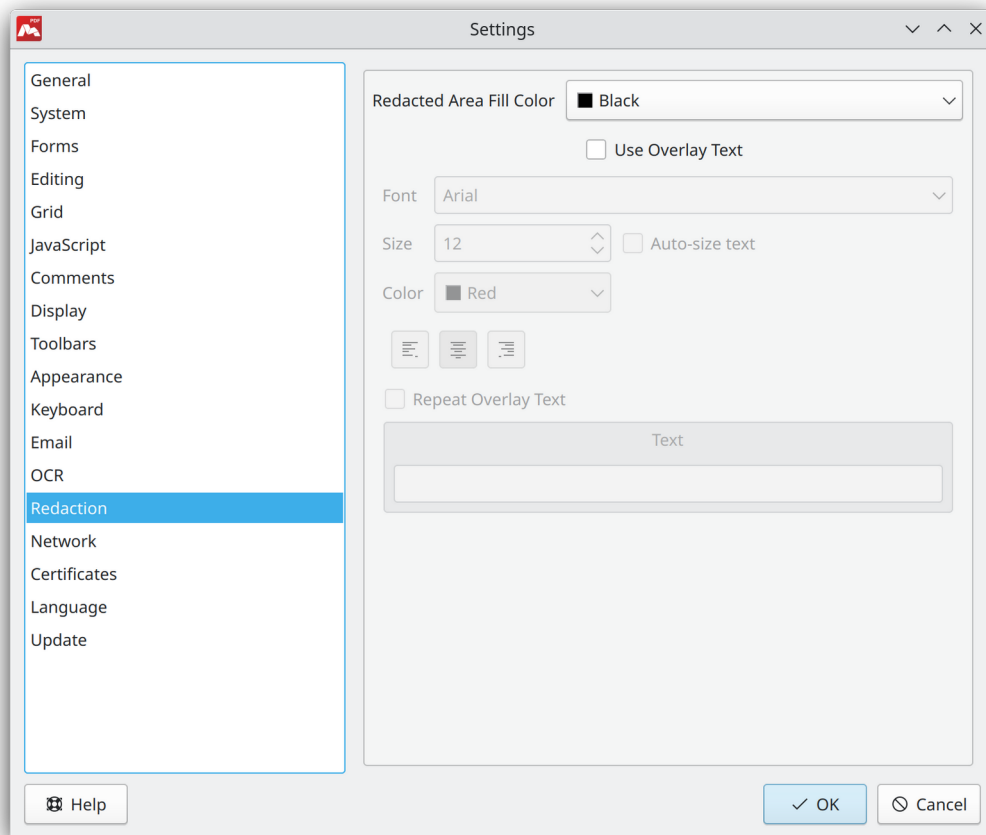 PDF
Settings
General
System
Forms
Editing
Grid
JavaScript
Comments
Display
Toolbars
Appearance
Keyboard
Email
OCR
Redaction
Network
Certificates
Language
Update
Redacted Area Fill Color Black
Use Overlay Text
Font Arial
Size 12 Auto-size text
Color Red
Repeat Overlay Text
Text
Help
OK
Cancel